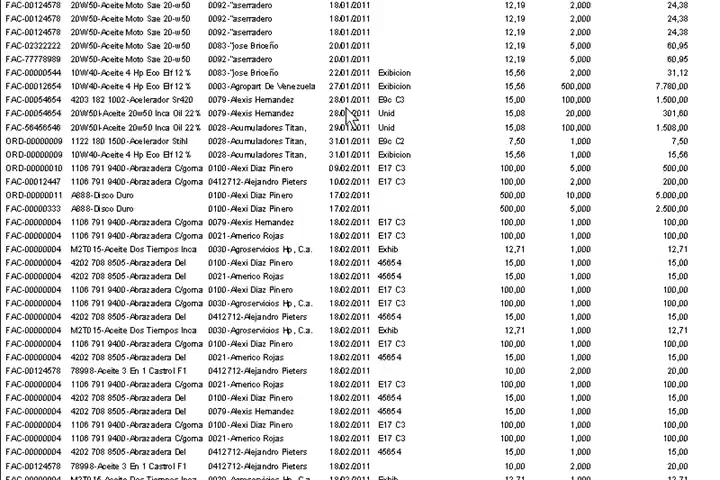 FAC-00124578 20W50-Aceite Moto Sae 20-w50 0092-"aserradero 18/01/2011 12,19 2,000 24,38
FAC-00124578 20W50-Aceite Moto Sae 20-w50 0092-"aserradero 18/01/2011 12,19 2,000 24,38
FAC-00124578 20W50-Aceite Moto Sae 20-w50 0092-"aserradero 18/01/2011 12,19 2,000 24,38
FAC-02322222 20W50-Aceite Moto Sae 20-w50 0083-"jose Briceño 20/01/2011 12,19 5,000 60,95
FAC-77778989 20W50-Aceite Moto Sae 20-w50 0092-"aserradero 20/01/2011 12,19 5,000 60,95
FAC-00000544 10W40-Aceite 4 Hp Eco Elf 12 % 0083-"jose Briceño 22/01/2011 Exibicion 15,56 2,000 31,12
FAC-00012654 10W40-Aceite 4 Hp Eco Elf 12 % 0003-Agropart De Venezuela 27/01/2011 Exibicion 15,56 500,000 7.780,00
FAC-00054654 4203 182 1002-Acelerador Sr420 0079-Alexis Hernandez 28/01/2011 E9c C3 15,00 100,000 1.500,00
FAC-00054654 20W50I-Aceite 20w50 Inca Oil 22% 0079-Alexis Hernandez 28/01/2011 Unid 15,08 20,000 301,60
FAC-56456546 20W50I-Aceite 20w50 Inca Oil 22% 0028-Acumuladores Titan, 29/01/2011 Unid 15,08 100,000 1.508,00
ORD-00000009 1122 180 1500-Acelerador Stihl 0028-Acumuladores Titan, 31/01/2011 E9c C2 7,50 1,000 7,50
ORD-00000009 10W40-Aceite 4 Hp Eco Elf 12 % 0028-Acumuladores Titan, 31/01/2011 Exibicion 15,56 1,000 15,56
ORD-00000010 1106 791 9400-Abrazadera C/goma 0100-Alexi Diaz Pinero 09/02/2011 E17 C3 100,00 5,000 500,00
FAC-00012447 1106 791 9400-Abrazadera C/goma 0412712-Alejandro Pieters 10/02/2011 E17 C3 100,00 2,000 200,00
ORD-00000011 A888-Disco Duro 0100-Alexi Diaz Pinero 17/02/2011 500,00 10,000 5.000,00
FAC-00000333 A888-Disco Duro 0100-Alexi Diaz Pinero 17/02/2011 500,00 5,000 2.500,00
FAC-00000004 1106 791 9400-Abrazadera C/goma 0079-Alexis Hernandez 18/02/2011 E17 C3 100,00 1,000 100,00
FAC-00000004 1106 791 9400-Abrazadera C/goma 0021-Americo Rojas 18/02/2011 E17 C3 100,00 1,000 100,00
FAC-00000004 M2T015-Aceite Dos Tiempos Inca 0030-Agroservicios Hp, C.a. 18/02/2011 Exhib 12,71 1,000 12,71
FAC-00000004 4202 708 8505-Abrazadera Del 0100-Alexi Diaz Pinero 18/02/2011 45654 15,00 1,000 15,00
FAC-00000004 4202 708 8505-Abrazadera Del 0021-Americo Rojas 18/02/2011 45654 15,00 1,000 15,00
FAC-00000004 1106 791 9400-Abrazadera C/goma 0100-Alexi Diaz Pinero 18/02/2011 E17 C3 100,00 1,000 100,00
FAC-00000004 1106 791 9400-Abrazadera C/goma 0030-Agroservicios Hp, C.a. 18/02/2011 E17 C3 100,00 1,000 100,00
FAC-00000004 4202 708 8505-Abrazadera Del 0412712-Alejandro Pieters 18/02/2011 45654 15,00 1,000 15,00
FAC-00000004 M2T015-Aceite Dos Tiempos Inca 0030-Agroservicios Hp, C.a. 18/02/2011 Exhib 12,71 1,000 12,71
FAC-00000004 1106 791 9400-Abrazadera C/goma 0100-Alexi Diaz Pinero 18/02/2011 E17 C3 100,00 1,000 100,00
FAC-00000004 4202 708 8505-Abrazadera Del 0021-Americo Rojas 18/02/2011 45654 15,00 1,000 15,00
FAC-00124578 78998-Aceite 3 En 1 Castrol F1 0412712-Alejandro Pieters 18/02/2011 10,00 2,000 20,00
FAC-00000004 1106 791 9400-Abrazadera C/goma 0021-Americo Rojas 18/02/2011 E17 C3 100,00 1,000 100,00
FAC-00000004 4202 708 8505-Abrazadera Del 0100-Alexi Diaz Pinero 18/02/2011 45654 15,00 1,000 15,00
FAC-00000004 4202 708 8505-Abrazadera Del 0079-Alexis Hernandez 18/02/2011 45654 15,00 1,000 15,00
FAC-00000004 1106 791 9400-Abrazadera C/goma 0100-Alexi Diaz Pinero 18/02/2011 E17 C3 100,00 1,000 100,00
FAC-00000004 1106 791 9400-Abrazadera C/goma 0021-Americo Rojas 18/02/2011 E17 C3 100,00 1,000 100,00
FAC-00000004 4202 708 8505-Abrazadera Del 0412712-Alejandro Pieters 18/02/2011 45654 15,00 1,000 15,00
FAC-00124578 78998-Aceite 3 En 1 Castrol F1 0412712-Alejandro Pieters 18/02/2011 10,00 2,000 20,00
FAC-00000004 M2T015-Aceite Dos Tiempos Inca 0030-Agroservicios Hp, C.a. 18/02/2011 Exhib 12,71 1,000 12,71